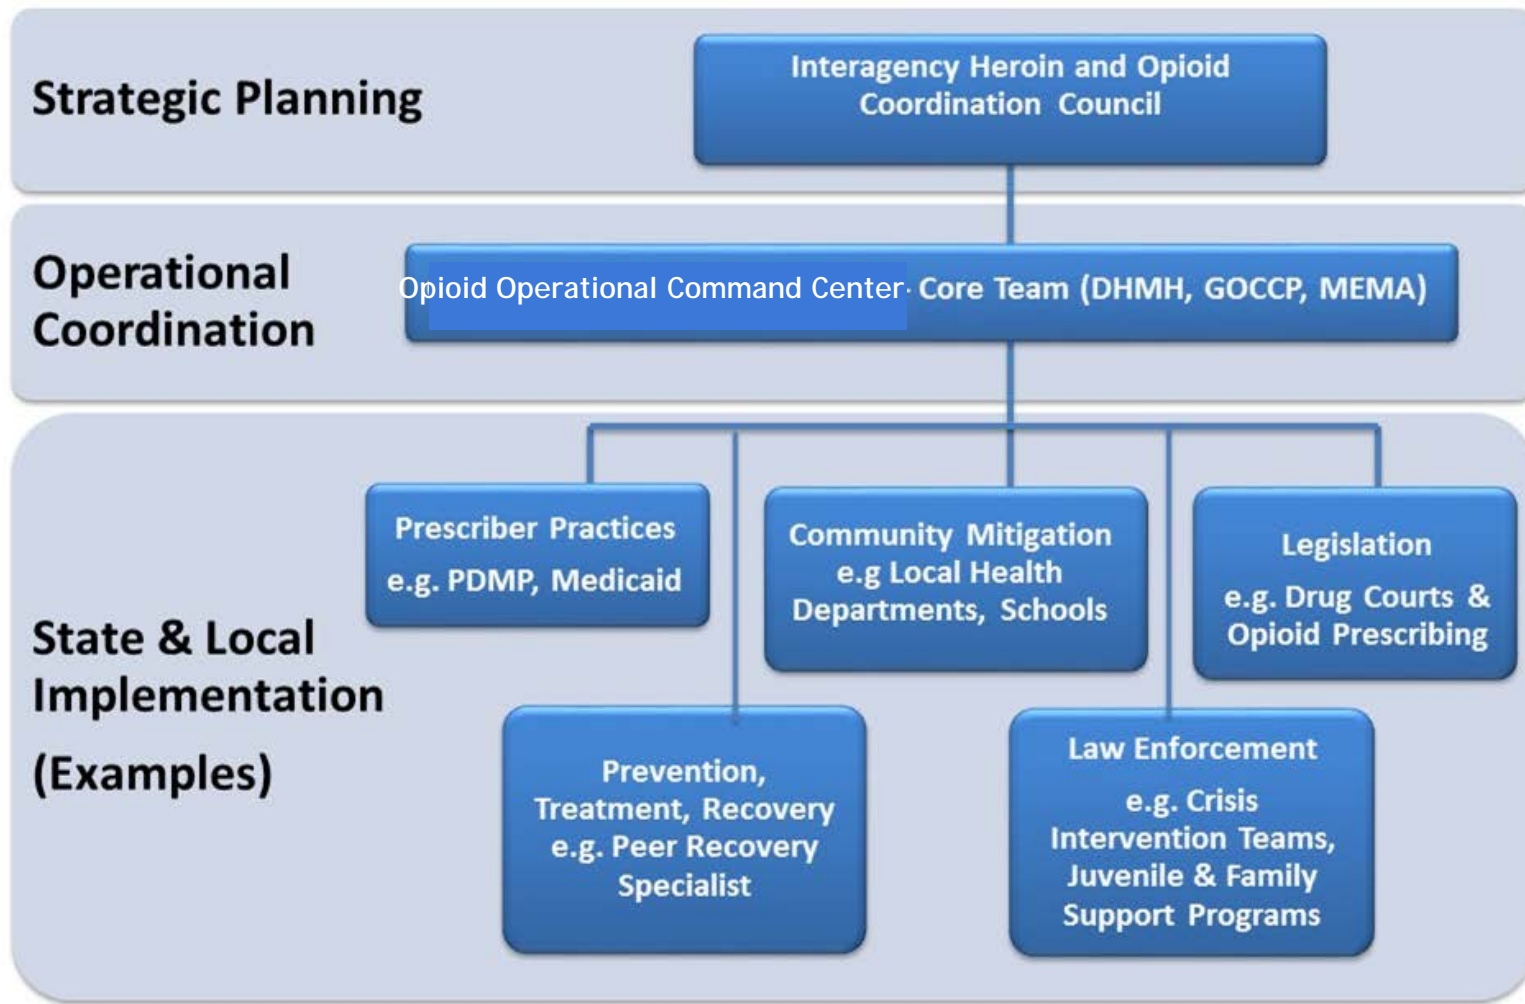 Strategic Planning
Interagency Heroin and Opioid
Coordination Council
Operational
Coordination
Opioid Operational Command Center. Core Team (DHMH, GOCCP, MEMA)
State & Local
Implementation
(Examples)
Prescriber Practices
e.g. PDMP, Medicaid
Community Mitigation
e.g Local Health
Departments, Schools
Legislation
e.g. Drug Courts &
Opioid Prescribing
Prevention,
Treatment, Recovery
e.g. Peer Recovery
Specialist
Law Enforcement
e.g. Crisis
Intervention Teams,
Juvenile & Family
Support Programs